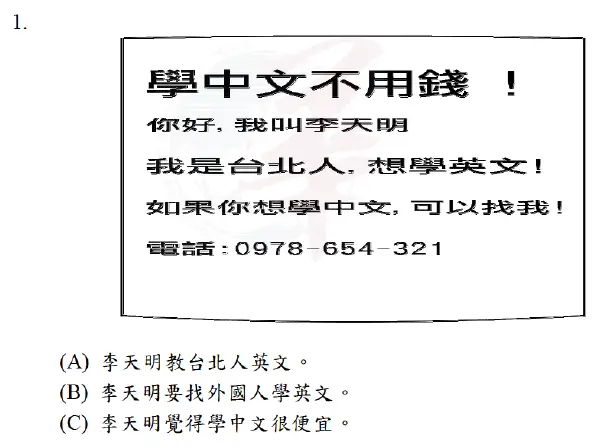 1.
學中文不用錢 !
你好, 我叫李天明
我是台北人, 想學英文!
如果你想學中文, 可以找我!
電話:0978-654-321
(A) 李天明教台北人英文。
(B) 李天明要找外國人學英文。
(C) 李天明覺得學中文很便宜。